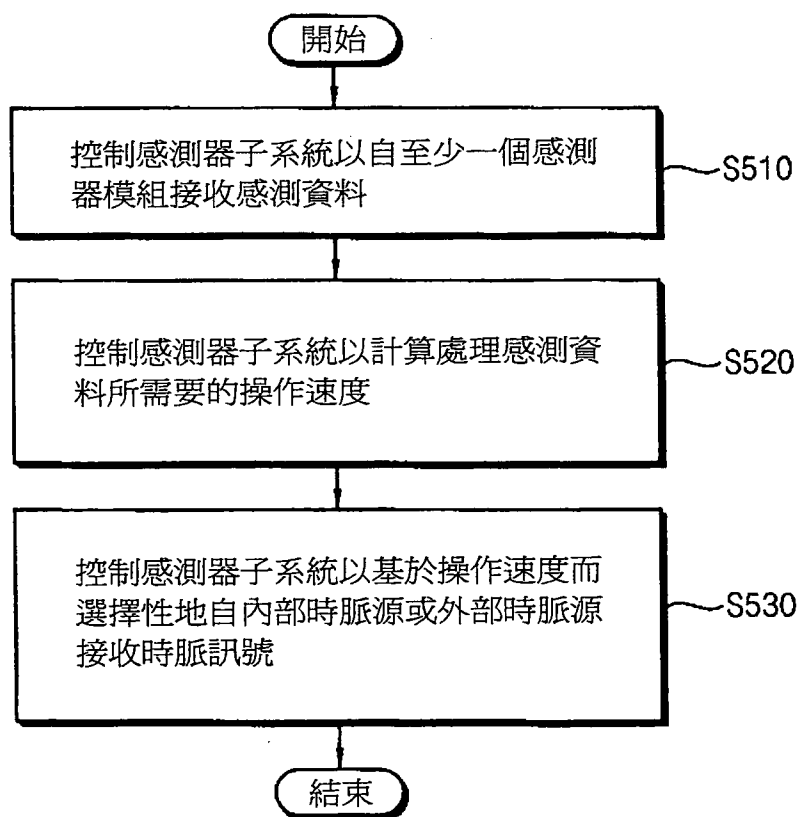 開始
控制感測器子系統以自至少一個感測
器模組接收感測資料
S510
控制感測器子系統以計算處理感測資
料所需要的操作速度
S520
控制感測器子系統以基於操作速度而
選擇性地自內部時脈源或外部時脈源
接收時脈訊號
S530
結束